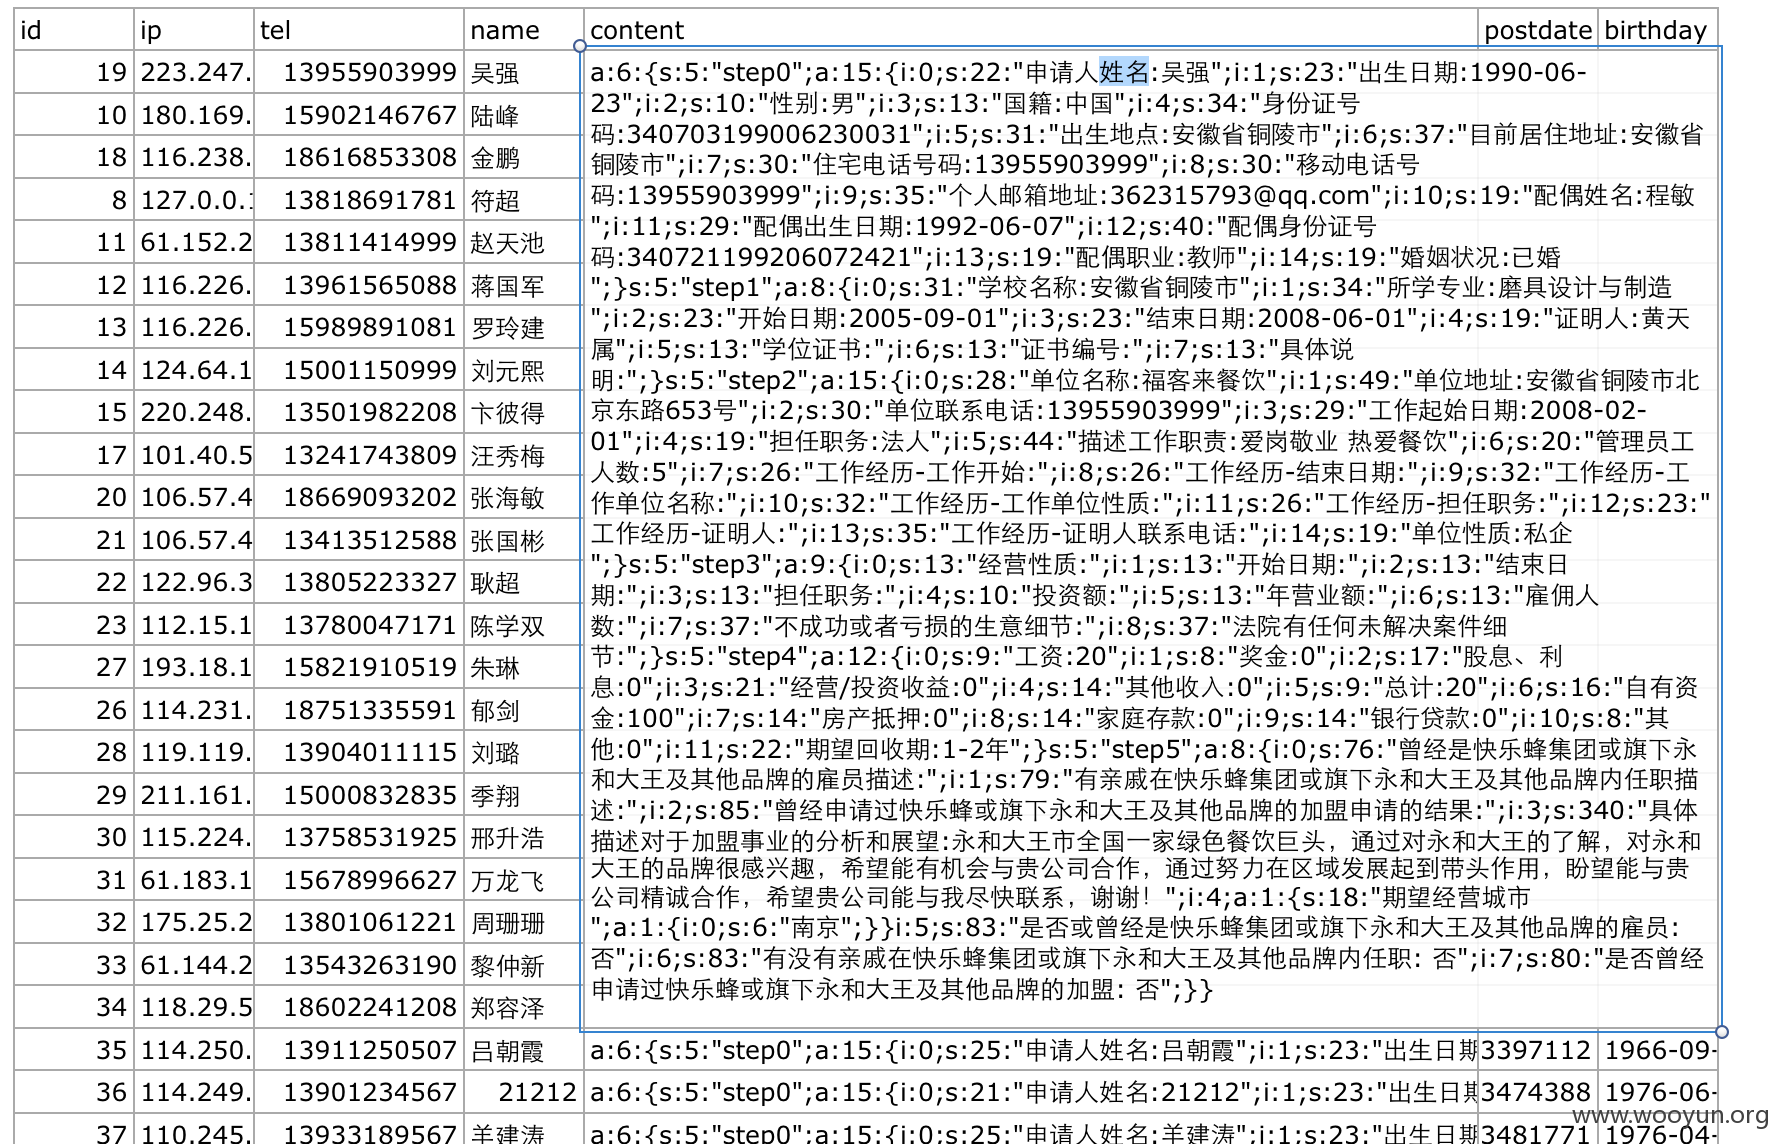 id ip tel name content postdate birthday
19 223.247. 13955903999 吴强
10 180.169. 15902146767 陆峰
18 116.238. 18616853308 金鹏
8 127.0.0. 13818691781 符超
11 61.152.2 13811414999 赵天池
12 116.226. 13961565088 蒋国军
13 116.226. 15989891081 罗玲建
14 124.64.1 15001150999 刘元熙
15 220.248. 13501982208 卞彼得
17 101.40.5 13241743809 汪秀梅
20 106.57.4 18669093202 张海敏
21 106.57.4 13413512588 张国彬
22 122.96.3 13805223327 耿超
23 112.15.1 13780047171 陈学双
27 193.18.1 15821910519 朱琳
26 114.231. 18751335591 郁剑
28 119.119. 13904011115 刘璐
29 211.161. 15000832835 季翔
30 115.224. 13758531925 邢升浩
31 61.183.1 15678996627 万龙飞
32 175.25.2 13801061221 周珊珊
33 61.144.2 13543263190 黎仲新
34 118.29.5 18602241208 郑容泽
a:6:{s:5:"step0";a:15:{i:0;s:22:"申请人姓名:吴强";i:1;s:23:"出生日期:1990-06-
23";i:2;s:10:"性别:男";i:3;s:13:"国籍:中国";i:4;s:34:"身份证号
码:340703199006230031";i:5;s:31:"出生地点:安徽省铜陵市";i:6;s:37:"目前居住地址:安徽省
铜陵市";i:7;s:30:"住宅电话号码:13955903999";i:8;s:30:"移动电话号
码:13955903999";i:9;s:35:"个人邮箱地址:362315793@qq.com";i:10;s:19:"配偶姓名:程敏
";i:11;s:29:"配偶出生日期:1992-06-07";i:12;s:40:"配偶身份证号
码:340721199206072421";i:13;s:19:"配偶职业:教师";i:14;s:19:"婚姻状况:已婚
";}s:5:"step1";a:8:{i:0;s:31:"学校名称:安徽省铜陵市";i:1;s:34:"所学专业:磨具设计与制造
";i:2;s:23:"开始日期:2005-09-01";i:3;s:23:"结束日期:2008-06-01";i:4;s:19:"证明人:黄天
属";i:5;s:13:"学位证书:";i:6;s:13:"证书编号:";i:7;s:13:"具体说
明:";}s:5:"step2";a:15:{i:0;s:28:"单位名称:福客来餐饮";i:1;s:49:"单位地址:安徽省铜陵市北
京东路653号";i:2;s:30:"单位联系电话:13955903999";i:3;s:29:"工作起始日期:2008-02-
01";i:4;s:19:"担任职务:法人";i:5;s:44:"描述工作职责:爱岗敬业 热爱餐饮";i:6;s:20:"管理员工
人数:5";i:7;s:26:"工作经历-工作开始:";i:8;s:26:"工作经历-结束日期:";i:9;s:32:"工作经历-工
作单位名称:";i:10;s:32:"工作经历-工作单位性质:";i:11;s:26:"工作经历-担任职务:";i:12;s:23:"
工作经历-证明人:";i:13;s:35:"工作经历-证明人联系电话:";i:14;s:19:"单位性质:私企
";}s:5:"step3";a:9:{i:0;s:13:"经营性质:";i:1;s:13:"开始日期:";i:2;s:13:"结束日
期:";i:3;s:13:"担任职务:";i:4;s:10:"投资额:";i:5;s:13:"年营业额:";i:6;s:13:"雇佣人
数:";i:7;s:37:"不成功或者亏损的生意细节:";i:8;s:37:"法院有任何未解决案件细
节:";}s:5:"step4";a:12:{i:0;s:9:"工资:20";i:1;s:8:"奖金:0";i:2;s:17:"股息、利
息:0";i:3;s:21:"经营/投资收益:0";i:4;s:14:"其他收入:0";i:5;s:9:"总计:20";i:6;s:16:"自有资
金:100";i:7;s:14:"房产抵押:0";i:8;s:14:"家庭存款:0";i:9;s:14:"银行贷款:0";i:10;s:8:"其
他:0";i:11;s:22:"期望回收期:1-2年";}s:5:"step5";a:8:{i:0;s:76:"曾经是快乐蜂集团或旗下永
和大王及其他品牌的雇员描述:";i:1;s:79:"有亲戚在快乐蜂集团或旗下永和大王及其他品牌内任职描
述:";i:2;s:85:"曾经申请过快乐蜂或旗下永和大王及其他品牌的加盟申请的结果:";i:3;s:340:"具体
描述对于加盟事业的分析和展望:永和大王市全国一家绿色餐饮巨头，通过对永和大王的了解，对永和
大王的品牌很感兴趣，希望能有机会与贵公司合作，通过努力在区域发展起到带头作用，盼望能与贵
公司精诚合作，希望贵公司能与我尽快联系，谢谢！";i:4;a:1:{s:18:"期望经营城市
";a:1:{i:0;s:6:"南京";}}i:5;s:83:"是否或曾经是快乐蜂集团或旗下永和大王及其他品牌的雇员:
否";i:6;s:83:"有没有亲戚在快乐蜂集团或旗下永和大王及其他品牌内任职: 否";i:7;s:80:"是否曾经
申请过快乐蜂或旗下永和大王及其他品牌的加盟: 否";}}
35 114.250. 13911250507 吕朝霞 a:6:{s:5:"step0";a:15:{i:0;s:25:"申请人姓名:吕朝霞";i:1;s:23:"出生日期 3397112 1966-09-
36 114.249. 13901234567 21212 a:6:{s:5:"step0";a:15:{i:0;s:21:"申请人姓名:21212";i:1;s:23:"出生日期 3474388 1976-06-
37 110.245. 13933189567 羊建涛 a:6:{s:5:"step0";a:15:{i:0;s:25:"申请人姓名:羊建涛";i:1;s:23:"出生日期 3481771 1976-04-
www.wooyun.org